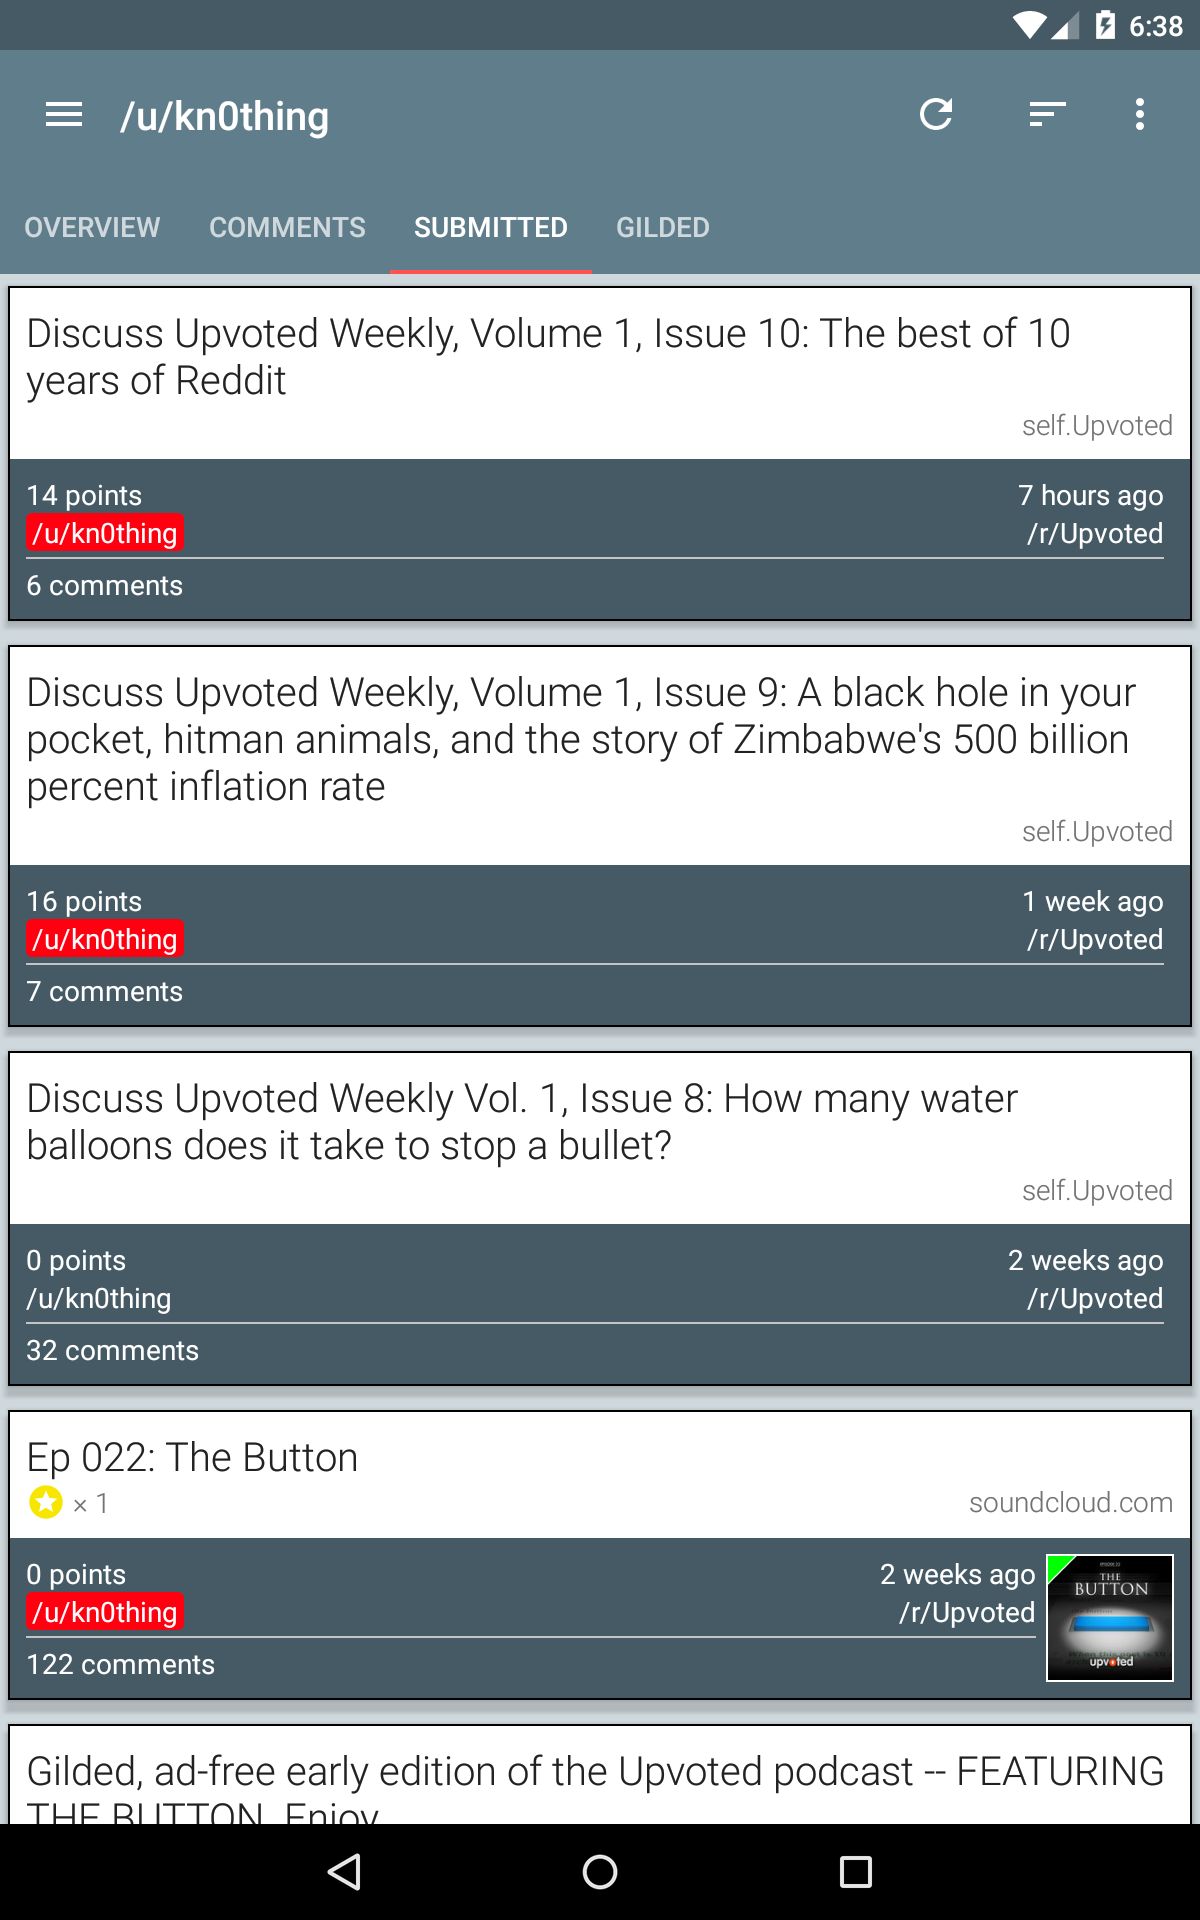 6:38
/u/kn0thing
OVERVIEW COMMENTS SUBMITTED GILDED
Discuss Upvoted Weekly, Volume 1, Issue 10: The best of 10
years of Reddit
self.Upvoted
14 points 7 hours ago
/u/kn0thing /r/Upvoted
6 comments
Discuss Upvoted Weekly, Volume 1, Issue 9: A black hole in your
pocket, hitman animals, and the story of Zimbabwe's 500 billion
percent inflation rate
self.Upvoted
16 points 1 week ago
/u/kn0thing /r/Upvoted
7 comments
Discuss Upvoted Weekly Vol. 1, Issue 8: How many water
balloons does it take to stop a bullet?
self.Upvoted
0 points 2 weeks ago
/u/kn0thing /r/Upvoted
32 comments
Ep 022: The Button
× 1 soundcloud.com
0 points 2 weeks ago
/u/kn0thing /r/Upvoted
122 comments
THE
BUTTON
upvoted
Gilded, ad-free early edition of the Upvoted podcast -- FEATURING
THE BUTTON. Enjoy